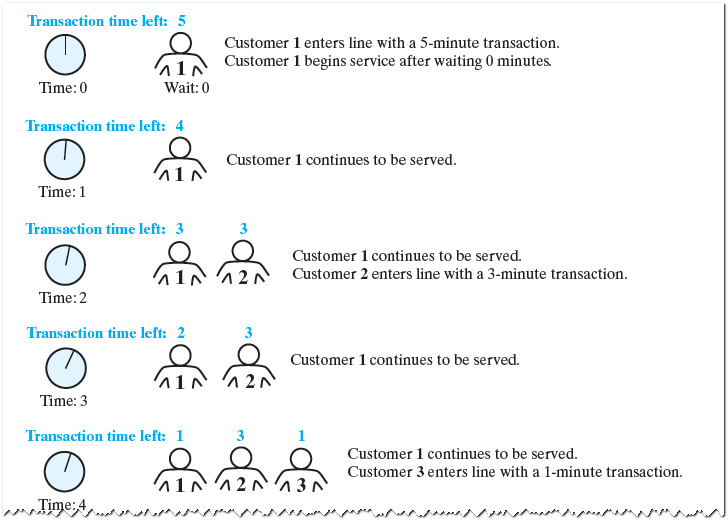 Transaction time left: 5
Customer 1 enters line with a 5-minute transaction.
Customer 1 begins service after waiting 0 minutes.
1
Time: 0 Wait: 0
Transaction time left: 4
Customer 1 continues to be served.
1
Time: 1
Transaction time left: 3 3
Customer 1 continues to be served.
Customer 2 enters line with a 3-minute transaction.
1 2
Time: 2
Transaction time left: 2 3
Customer 1 continues to be served.
1 2
Time: 3
Transaction time left: 1 3 1
Customer 1 continues to be served.
Customer 3 enters line with a 1-minute transaction.
1 2 3
Time: 4